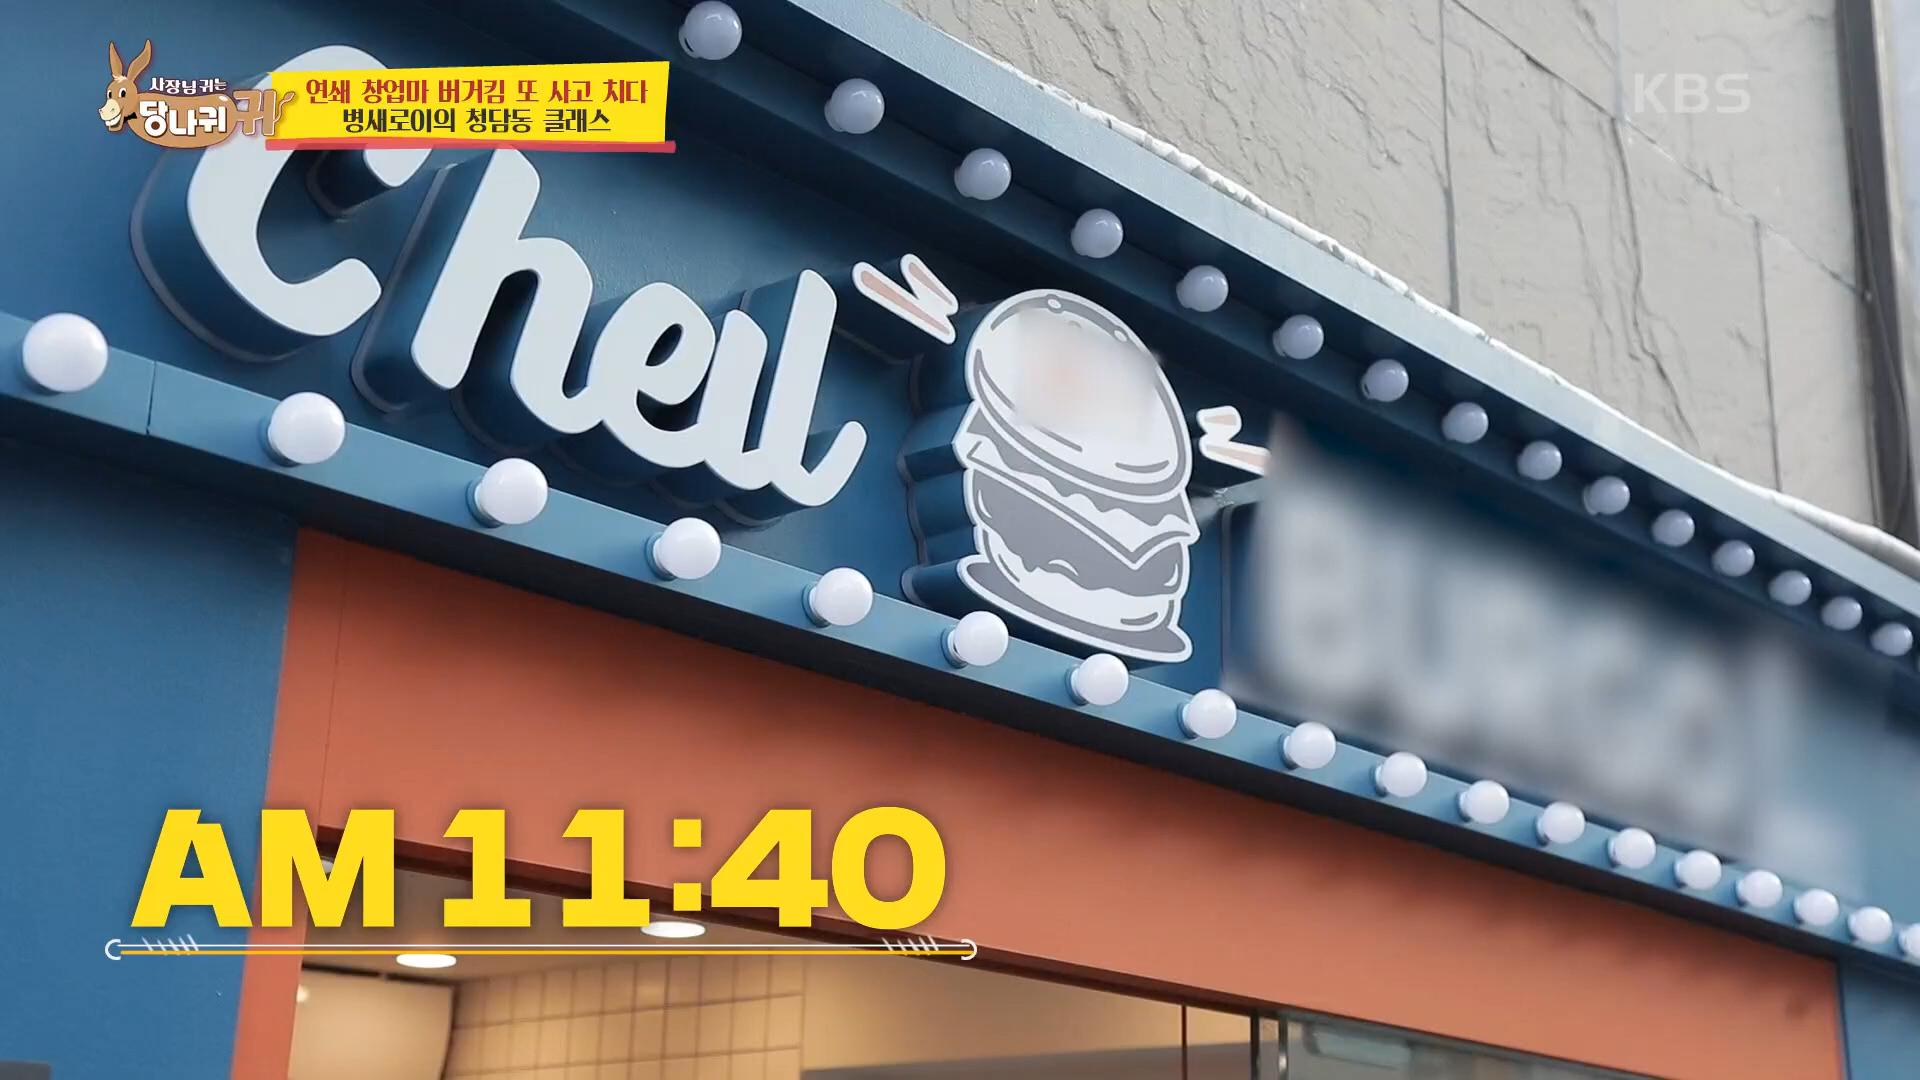 사장님 귀는
당나귀 귀
연쇄 창업마 버거킴 또 사고 치다
병새로이의 청담동 클래스
KBS
Cheil
AM 11:40